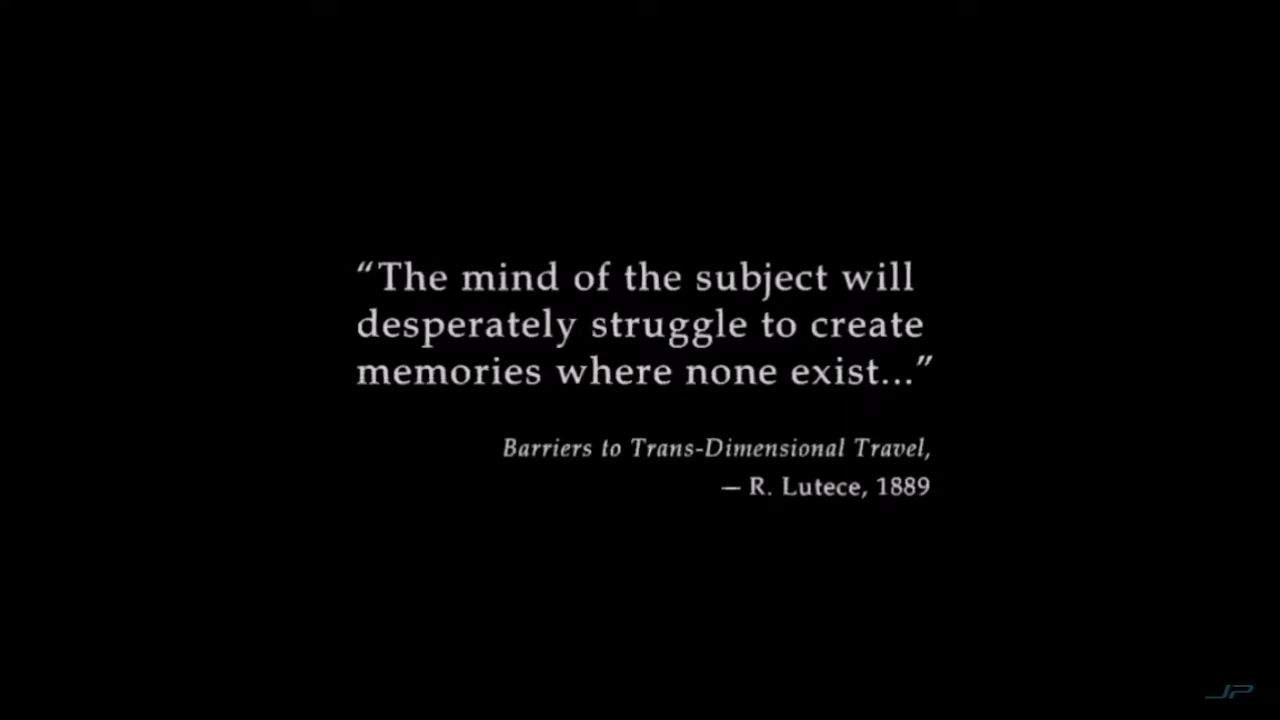 “The mind of the subject will
desperately struggle to create
memories where none exist...”
Barriers to Trans-Dimensional Travel,
— R. Lutece, 1889
JP